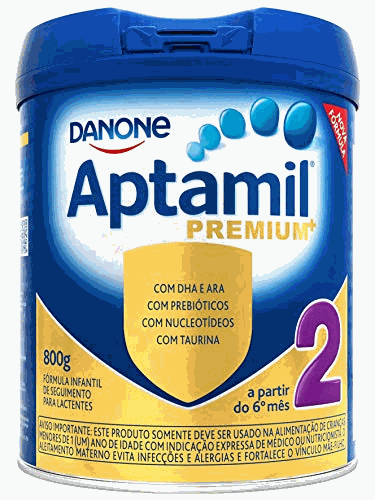 DANONE
NOVA
FÓRMULA
Aptamil®
PREMIUM+
COM DHA E ARA
COM PREBIÓTICOS
COM NUCLEOTÍDEOS
COM TAURINA
800g
FÓRMULA INFANTIL
DE SEGUIMENTO
PARA LACTENTES
a partir
do 6º mês
2
AVISO IMPORTANTE: ESTE PRODUTO SOMENTE DEVE SER USADO NA ALIMENTAÇÃO DE CRIANÇAS
MENORES DE 1 (UM) ANO DE IDADE COM INDICAÇÃO EXPRESSA DE MÉDICO OU NUTRICIONISTA. O
ALEITAMENTO MATERNO EVITA INFECÇÕES E ALERGIAS E FORTALECE O VÍNCULO MÃE-FILHO.